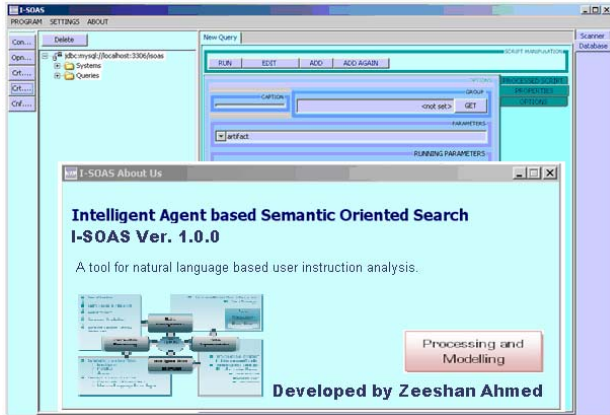 I-SOAS
PROGRAM SETTINGS ABOUT
Con...
Opn...
Crt....
Crt....
Cnf....
Delete
jdbc:mysql://localhost:3306/isoas
Systems
Queries
New Query
SCRIPT MANIPULATION
RUN EDIT ADD ADD AGAIN
OPTIONS
PROCESSED SCRIPT
PROPERTIES
OPTIONS
CAPTION
GROUP
<not set> GET
PARAMETERS
artifact
RUNNING PARAMETERS
Scanner
Database
I-SOAS About Us
Intelligent Agent based Semantic Oriented Search
I-SOAS Ver. 1.0.0
A tool for natural language based user instruction analysis.
Processing and
Modelling
Developed by Zeeshan Ahmed